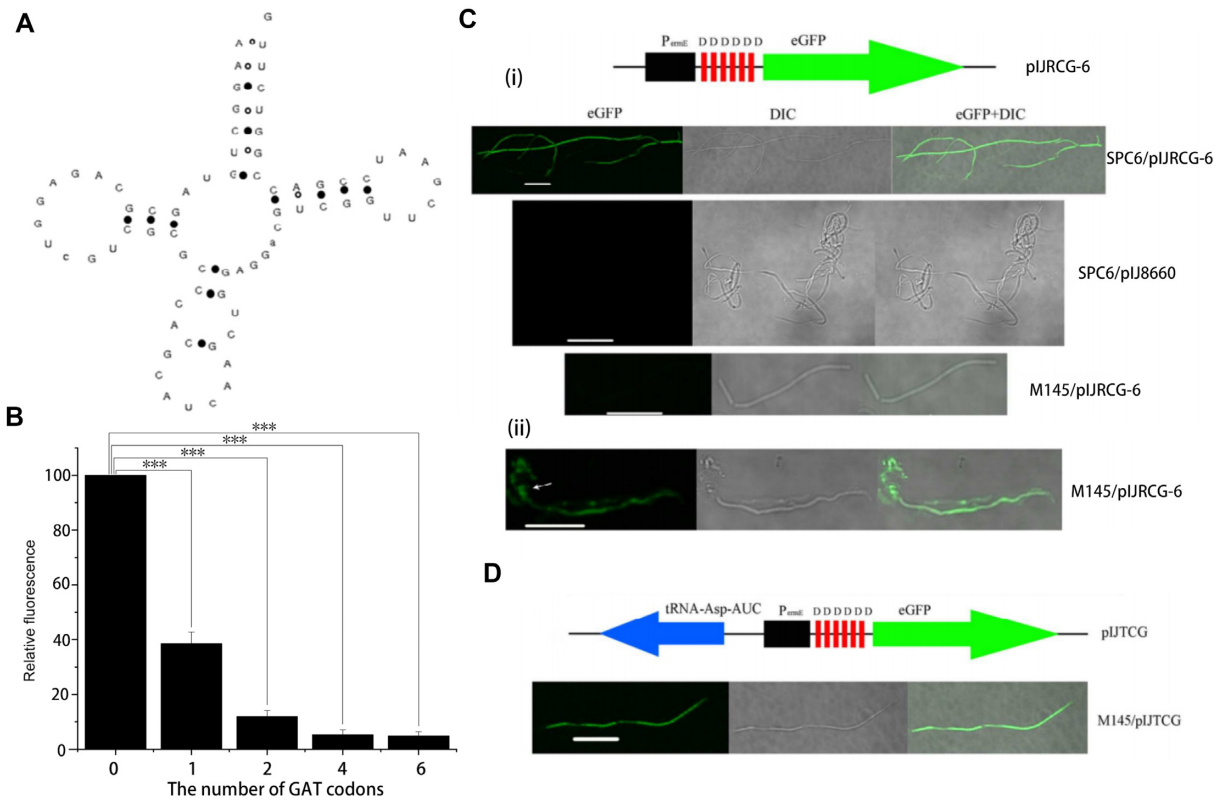 A
B
Relative fluorescence
100
80
60
40
20
0
***
***
***
***
0 1 2 4 6
The number of GAT codons
C
(i)
PermE D D D D D D eGFP
pIJRCG-6
eGFP DIC eGFP+DIC
SPC6/pIJRCG-6
SPC6/pIJ8660
M145/pIJRCG-6
(ii)
M145/pIJRCG-6
D
tRNA-Asp-AUC PermE D D D D D D eGFP
pIJTCG
M145/pIJTCG